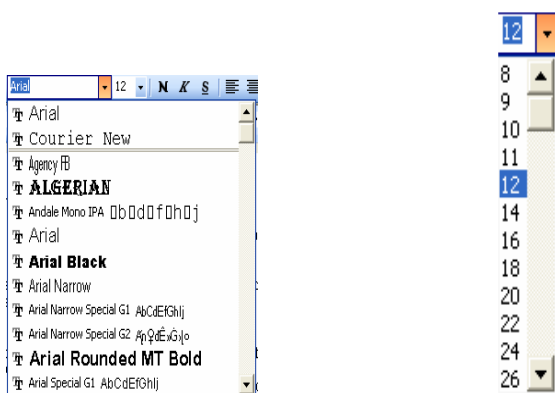 Arial 12 N K S
Arial
Courier New
Agency FB
ALGERIAN
Andale Mono IPA
Arial
Arial Black
Arial Narrow
Arial Narrow Special G1 AbCdEfGhIj
Arial Narrow Special G2
Arial Rounded MT Bold
Arial Special G1 AbCdEfGhIj
12
8
9
10
11
12
14
16
18
20
22
24
26